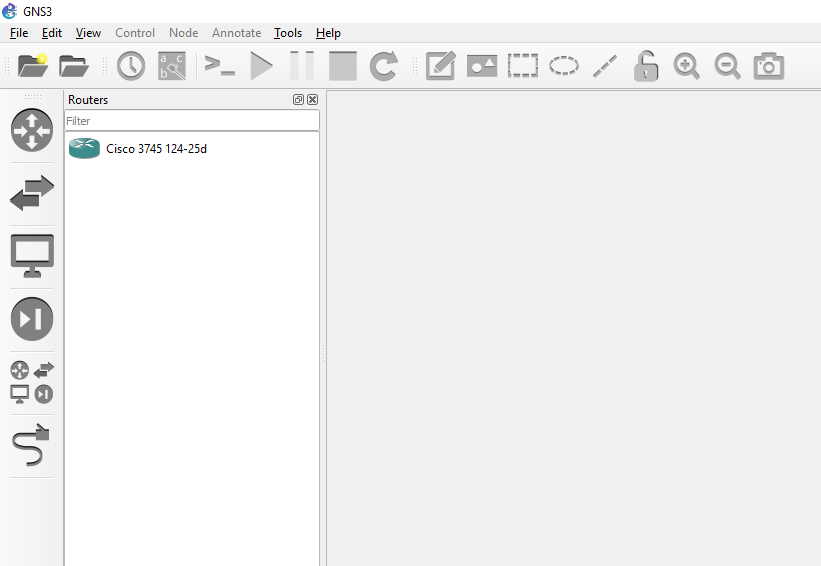 GNS3
File Edit View Control Node Annotate Tools Help
a c
b
Routers
Filter
Cisco 3745 124-25d